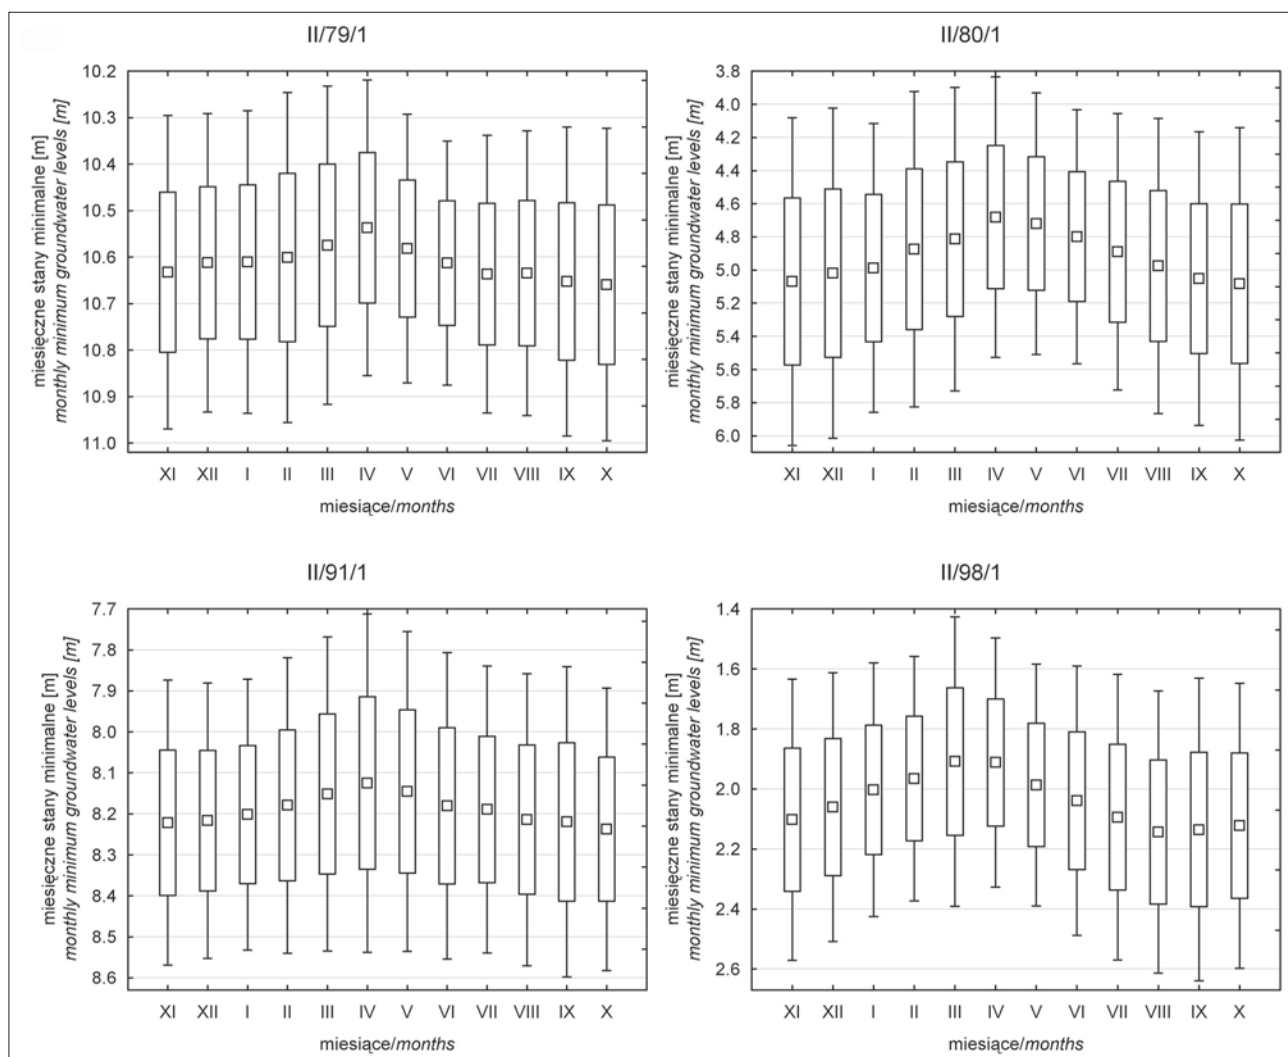 II/79/1
miesięczne stany minimalne [m]
monthly minimum groundwater levels [m]
10.2
10.3
10.4
10.5
10.6
10.7
10.8
10.9
11.0
XI XII I II III IV V VI VII VIII IX X
miesiące/months
II/80/1
miesięczne stany minimalne [m]
monthly minimum groundwater levels [m]
3.8
4.0
4.2
4.4
4.6
4.8
5.0
5.2
5.4
5.6
5.8
6.0
XI XII I II III IV V VI VII VIII IX X
miesiące/months
II/91/1
miesięczne stany minimalne [m]
monthly minimum groundwater levels [m]
7.7
7.8
7.9
8.0
8.1
8.2
8.3
8.4
8.5
8.6
XI XII I II III IV V VI VII VIII IX X
miesiące/months
II/98/1
miesięczne stany minimalne [m]
monthly minimum groundwater levels [m]
1.4
1.6
1.8
2.0
2.2
2.4
2.6
XI XII I II III IV V VI VII VIII IX X
miesiące/months